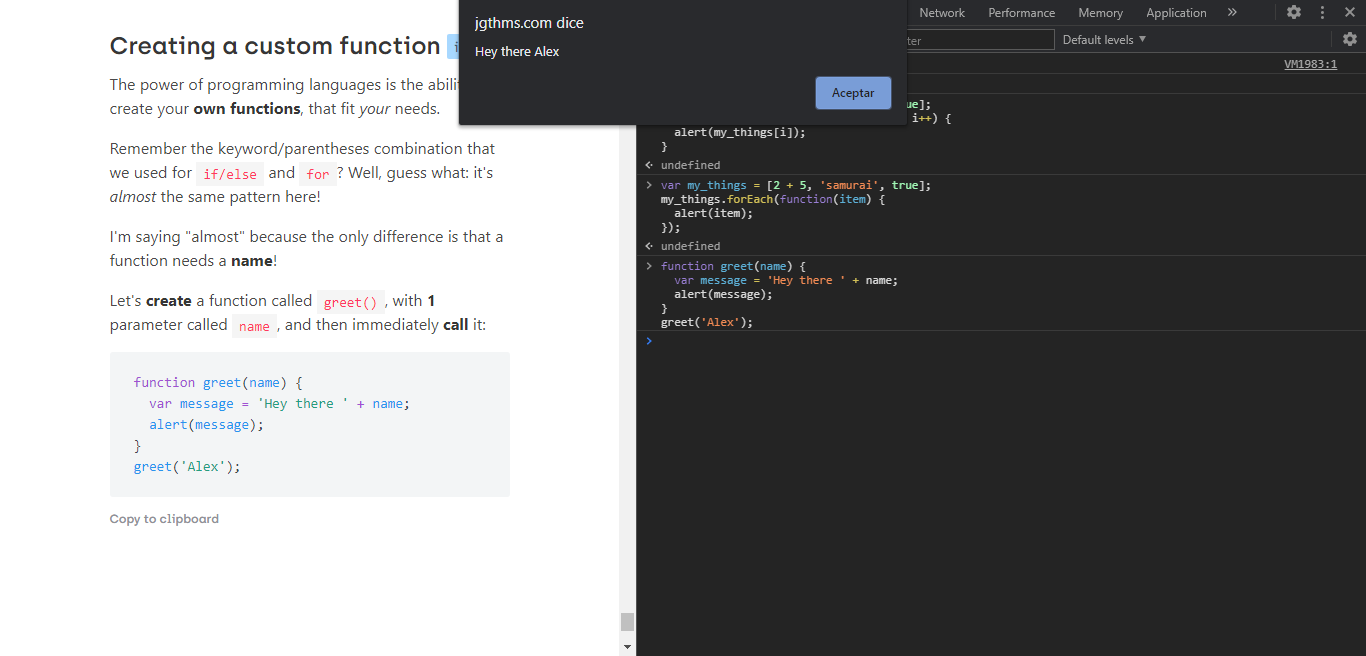 Creating a custom function
The power of programming languages is the
create your own functions, that fit your needs.
Remember the keyword/parentheses combination that
we used for if/else and for ? Well, guess what: it's
almost the same pattern here!
I'm saying "almost" because the only difference is that a
function needs a name!
Let's create a function called greet() , with 1
parameter called name , and then immediately call it:
function greet(name) {
var message = 'Hey there ' + name;
alert(message);
}
greet('Alex');
Copy to clipboard
jgthms.com dice
Hey there Alex
Aceptar
Network Performance Memory Application »
Default levels ▼
VM1983:1
i++) {
alert(my_things[i]);
}
undefined
> var my_things = [2 + 5, 'samurai', true];
my_things.forEach(function(item) {
alert(item);
});
undefined
> function greet(name) {
var message = 'Hey there ' + name;
alert(message);
}
greet('Alex');
>